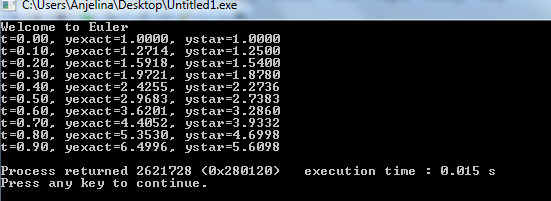 C:\Users\Anjelina\Desktop\Untitled1.exe
Welcome to Euler
t=0.00, yexact=1.0000, ystar=1.0000
t=0.10, yexact=1.2714, ystar=1.2500
t=0.20, yexact=1.5918, ystar=1.5400
t=0.30, yexact=1.9721, ystar=1.8780
t=0.40, yexact=2.4255, ystar=2.2736
t=0.50, yexact=2.9683, ystar=2.7383
t=0.60, yexact=3.6201, ystar=3.2860
t=0.70, yexact=4.4052, ystar=3.9332
t=0.80, yexact=5.3530, ystar=4.6998
t=0.90, yexact=6.4996, ystar=5.6098
Process returned 2621728 (0x280120)   execution time : 0.015 s
Press any key to continue.